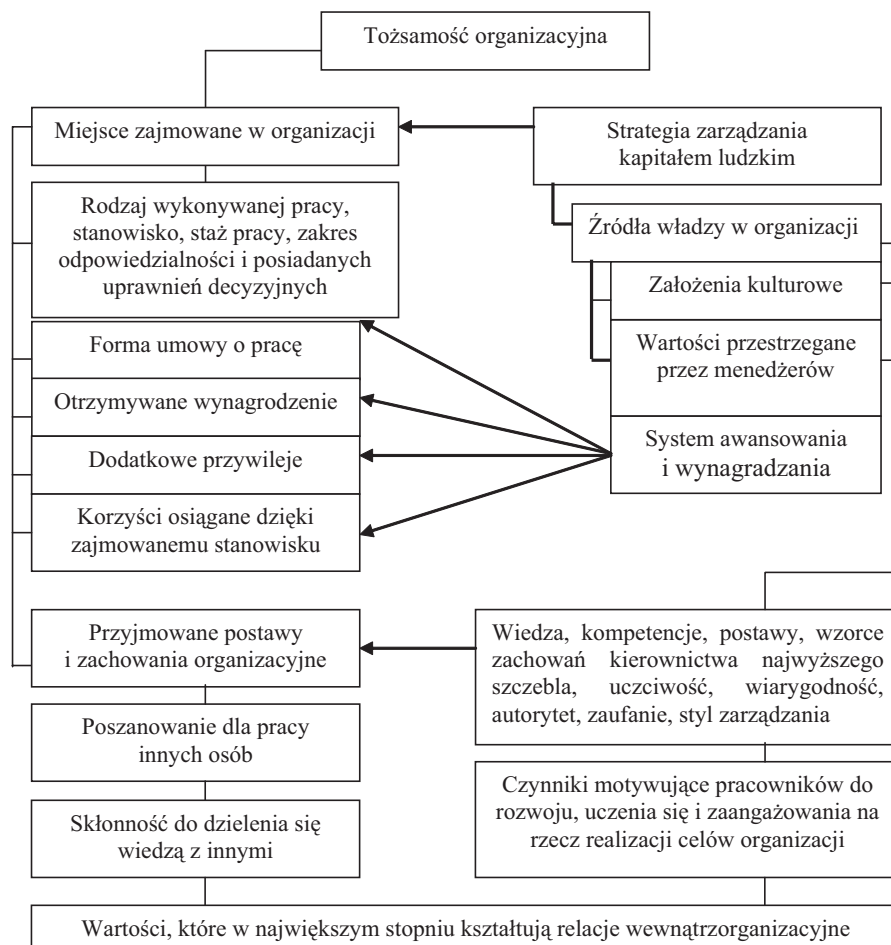 Tożsamość organizacyjna
Miejsce zajmowane w organizacji
Strategia zarządzania
kapitałem ludzkim
Rodzaj wykonywanej pracy,
stanowisko, staż pracy, zakres
odpowiedzialności i posiadanych
uprawnień decyzyjnych
Źródła władzy w organizacji
Założenia kulturowe
Forma umowy o pracę
Wartości przestrzegane
przez menedżerów
Otrzymywane wynagrodzenie
Dodatkowe przywileje
System awansowania
i wynagradzania
Korzyści osiągane dzięki
zajmowanemu stanowisku
Przyjmowane postawy
i zachowania organizacyjne
Wiedza, kompetencje, postawy, wzorce
zachowań kierownictwa najwyższego
szczebla, uczciwość, wiarygodność,
autorytet, zaufanie, styl zarządzania
Poszanowanie dla pracy
innych osób
Czynniki motywujące pracowników do
rozwoju, uczenia się i zaangażowania na
rzecz realizacji celów organizacji
Skłonność do dzielenia się
wiedzą z innymi
Wartości, które w największym stopniu kształtują relacje wewnątrzorganizacyjne